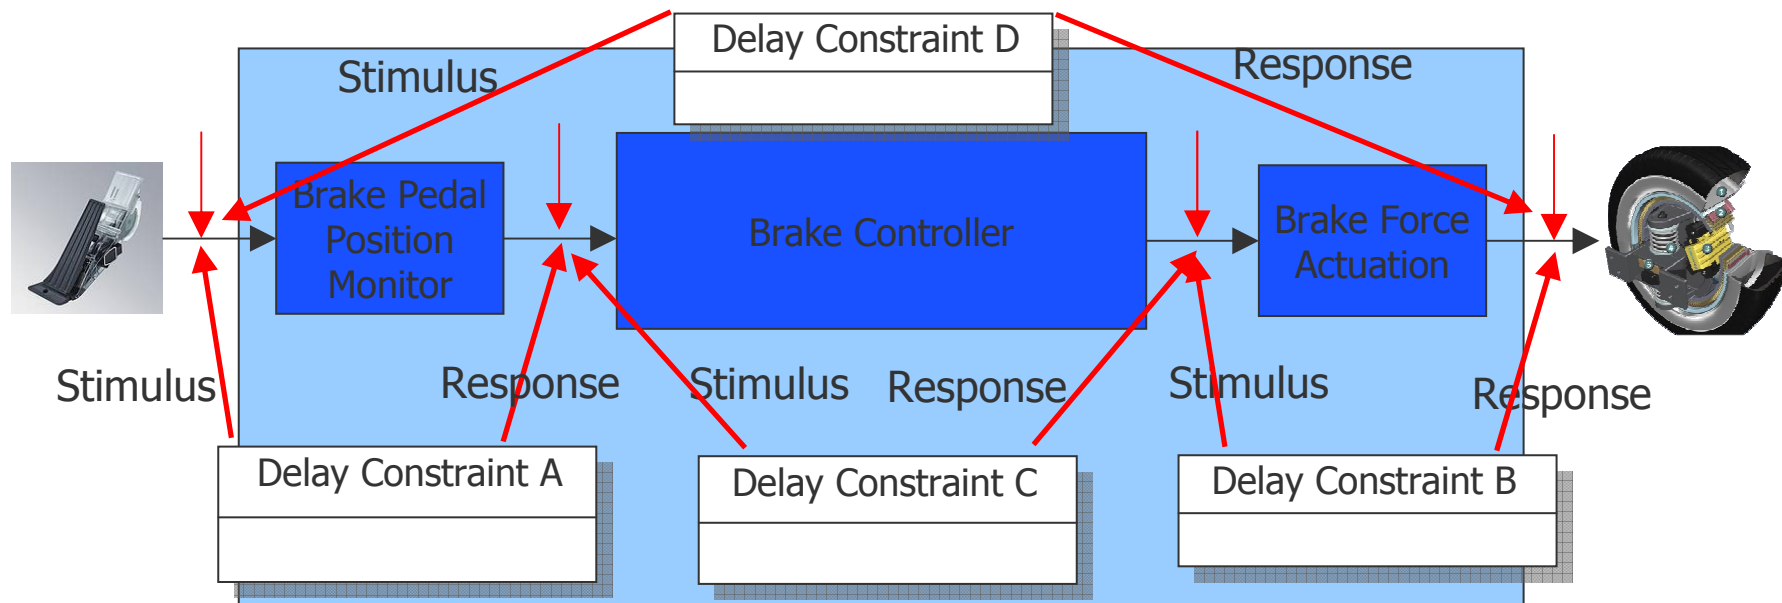 Delay Constraint D
Stimulus
Response
Brake Pedal
Position
Monitor
Brake Controller
Brake Force
Actuation
Stimulus
Response
Stimulus
Response
Stimulus
Response
Delay Constraint A
Delay Constraint C
Delay Constraint B